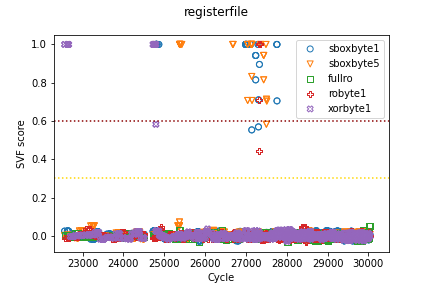 registerfile
1.0
0.8
0.6
0.4
0.2
0.0
SVF score
sboxbyte1
sboxbyte5
fullro
robyte1
xorbyte1
23000 24000 25000 26000 27000 28000 29000 30000
Cycle